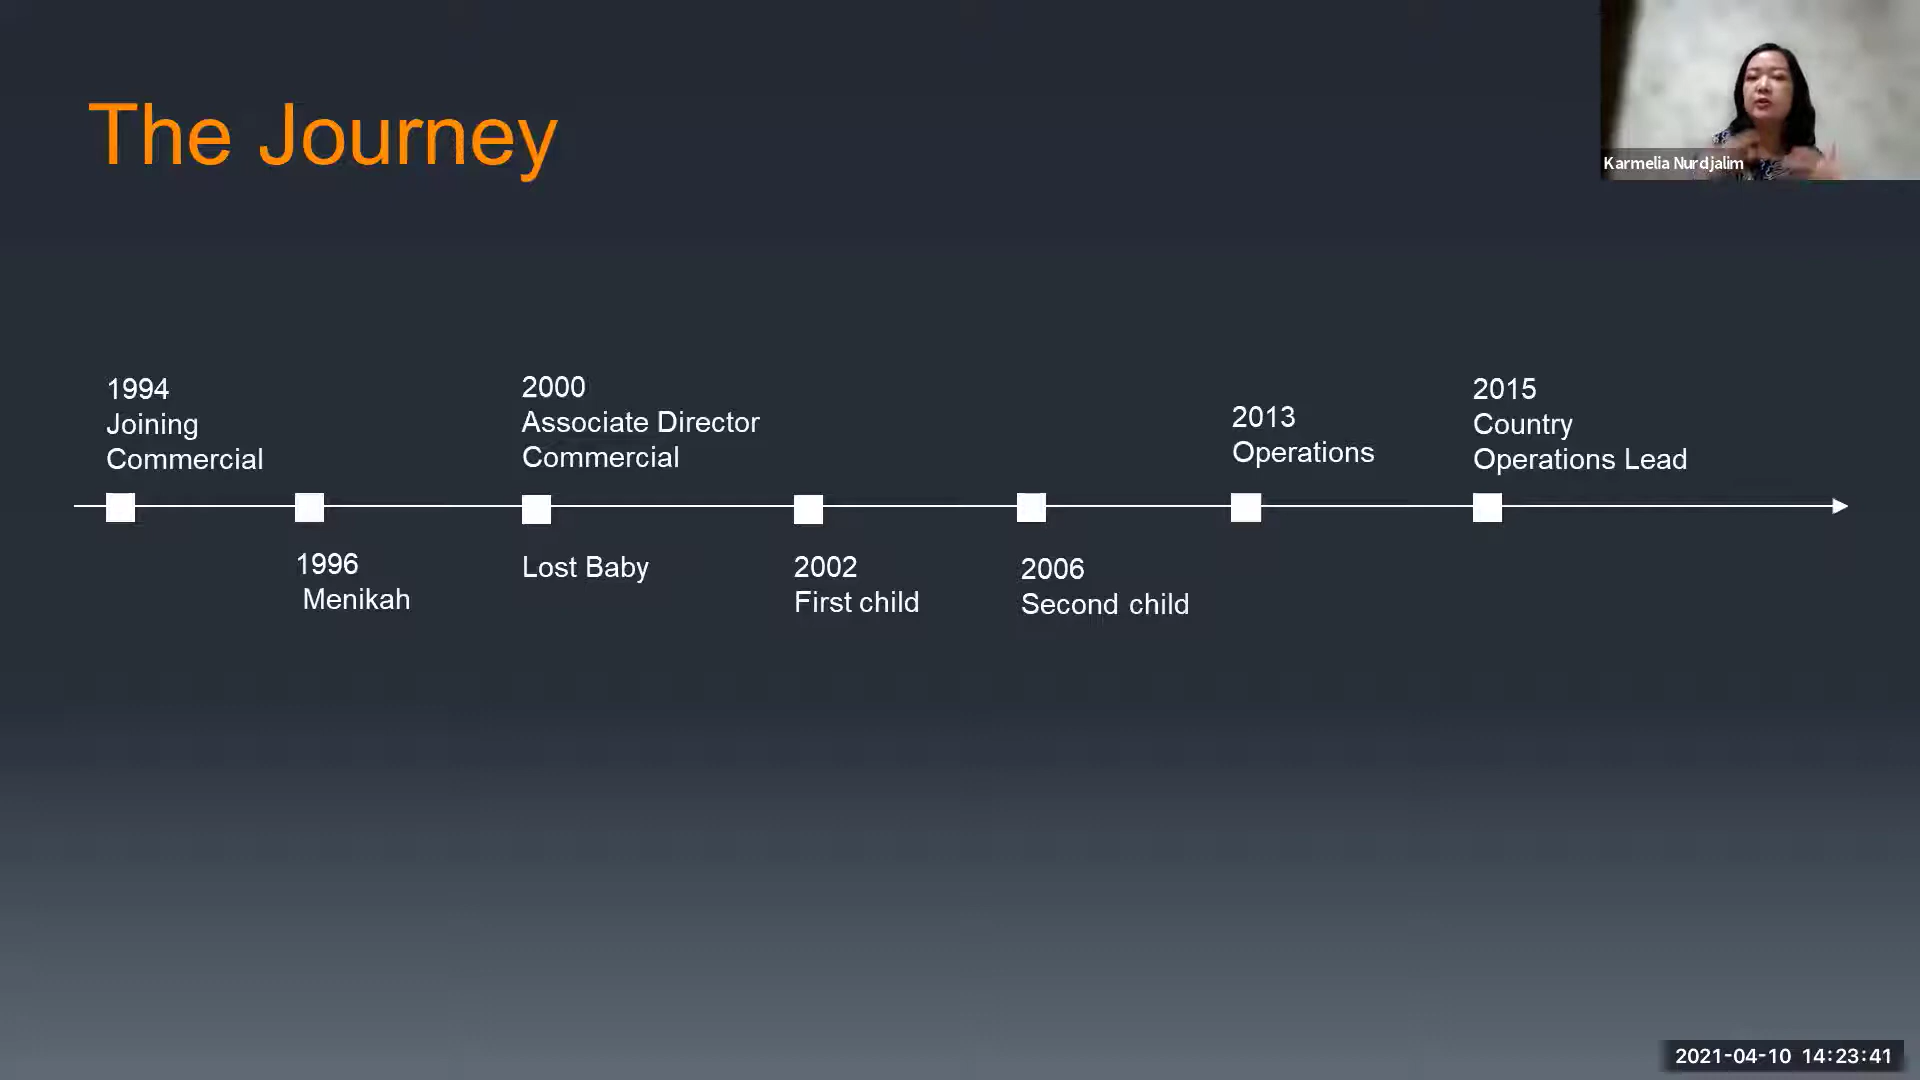 The Journey
Karmelia Nurdjalim
1994
Joining
Commercial
2000
Associate Director
Commercial
2013
Operations
2015
Country
Operations Lead
1996
Menikah
Lost Baby
2002
First child
2006
Second child
2021-04-10 14:23:41